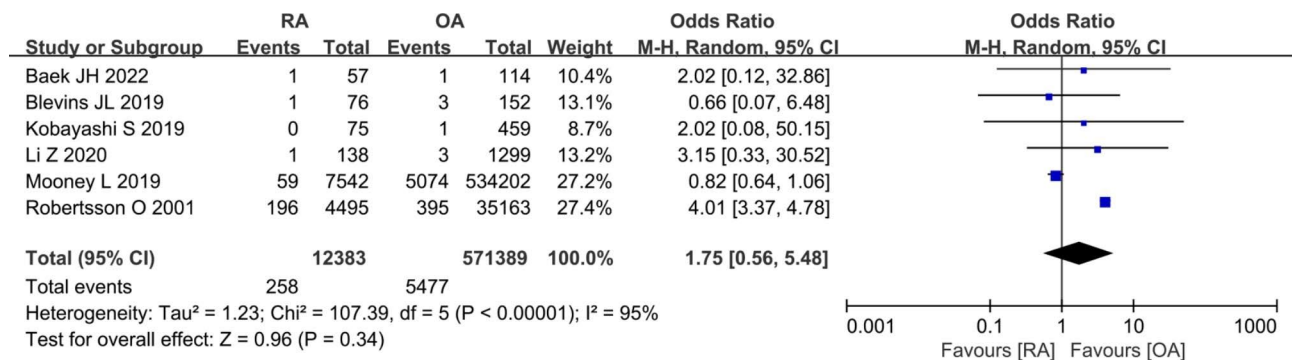 RA OA Odds Ratio Odds Ratio
Study or Subgroup Events Total Events Total Weight M-H, Random, 95% CI M-H, Random, 95% CI
Baek JH 2022 1 57 1 114 10.4% 2.02 [0.12, 32.86]
Blevins JL 2019 1 76 3 152 13.1% 0.66 [0.07, 6.48]
Kobayashi S 2019 0 75 1 459 8.7% 2.02 [0.08, 50.15]
Li Z 2020 1 138 3 1299 13.2% 3.15 [0.33, 30.52]
Mooney L 2019 59 7542 5074 534202 27.2% 0.82 [0.64, 1.06]
Robertsson O 2001 196 4495 395 35163 27.4% 4.01 [3.37, 4.78]
Total (95% CI) 12383 571389 100.0% 1.75 [0.56, 5.48]
Total events 258 5477
Heterogeneity: Tau² = 1.23; Chi² = 107.39, df = 5 (P < 0.00001); I² = 95%
Test for overall effect: Z = 0.96 (P = 0.34)
0.001 0.1 1 10 1000
Favours [RA] Favours [OA]